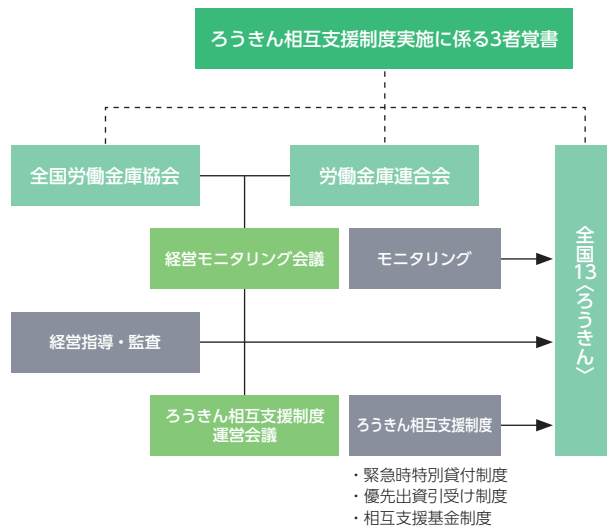 ろうきん相互支援制度実施に係る3者覚書
全国労働金庫協会
労働金庫連合会
全国13〈ろうきん〉
経営モニタリング会議
モニタリング
経営指導・監査
ろうきん相互支援制度
運営会議
ろうきん相互支援制度
・緊急時特別貸付制度
・優先出資引受け制度
・相互支援基金制度